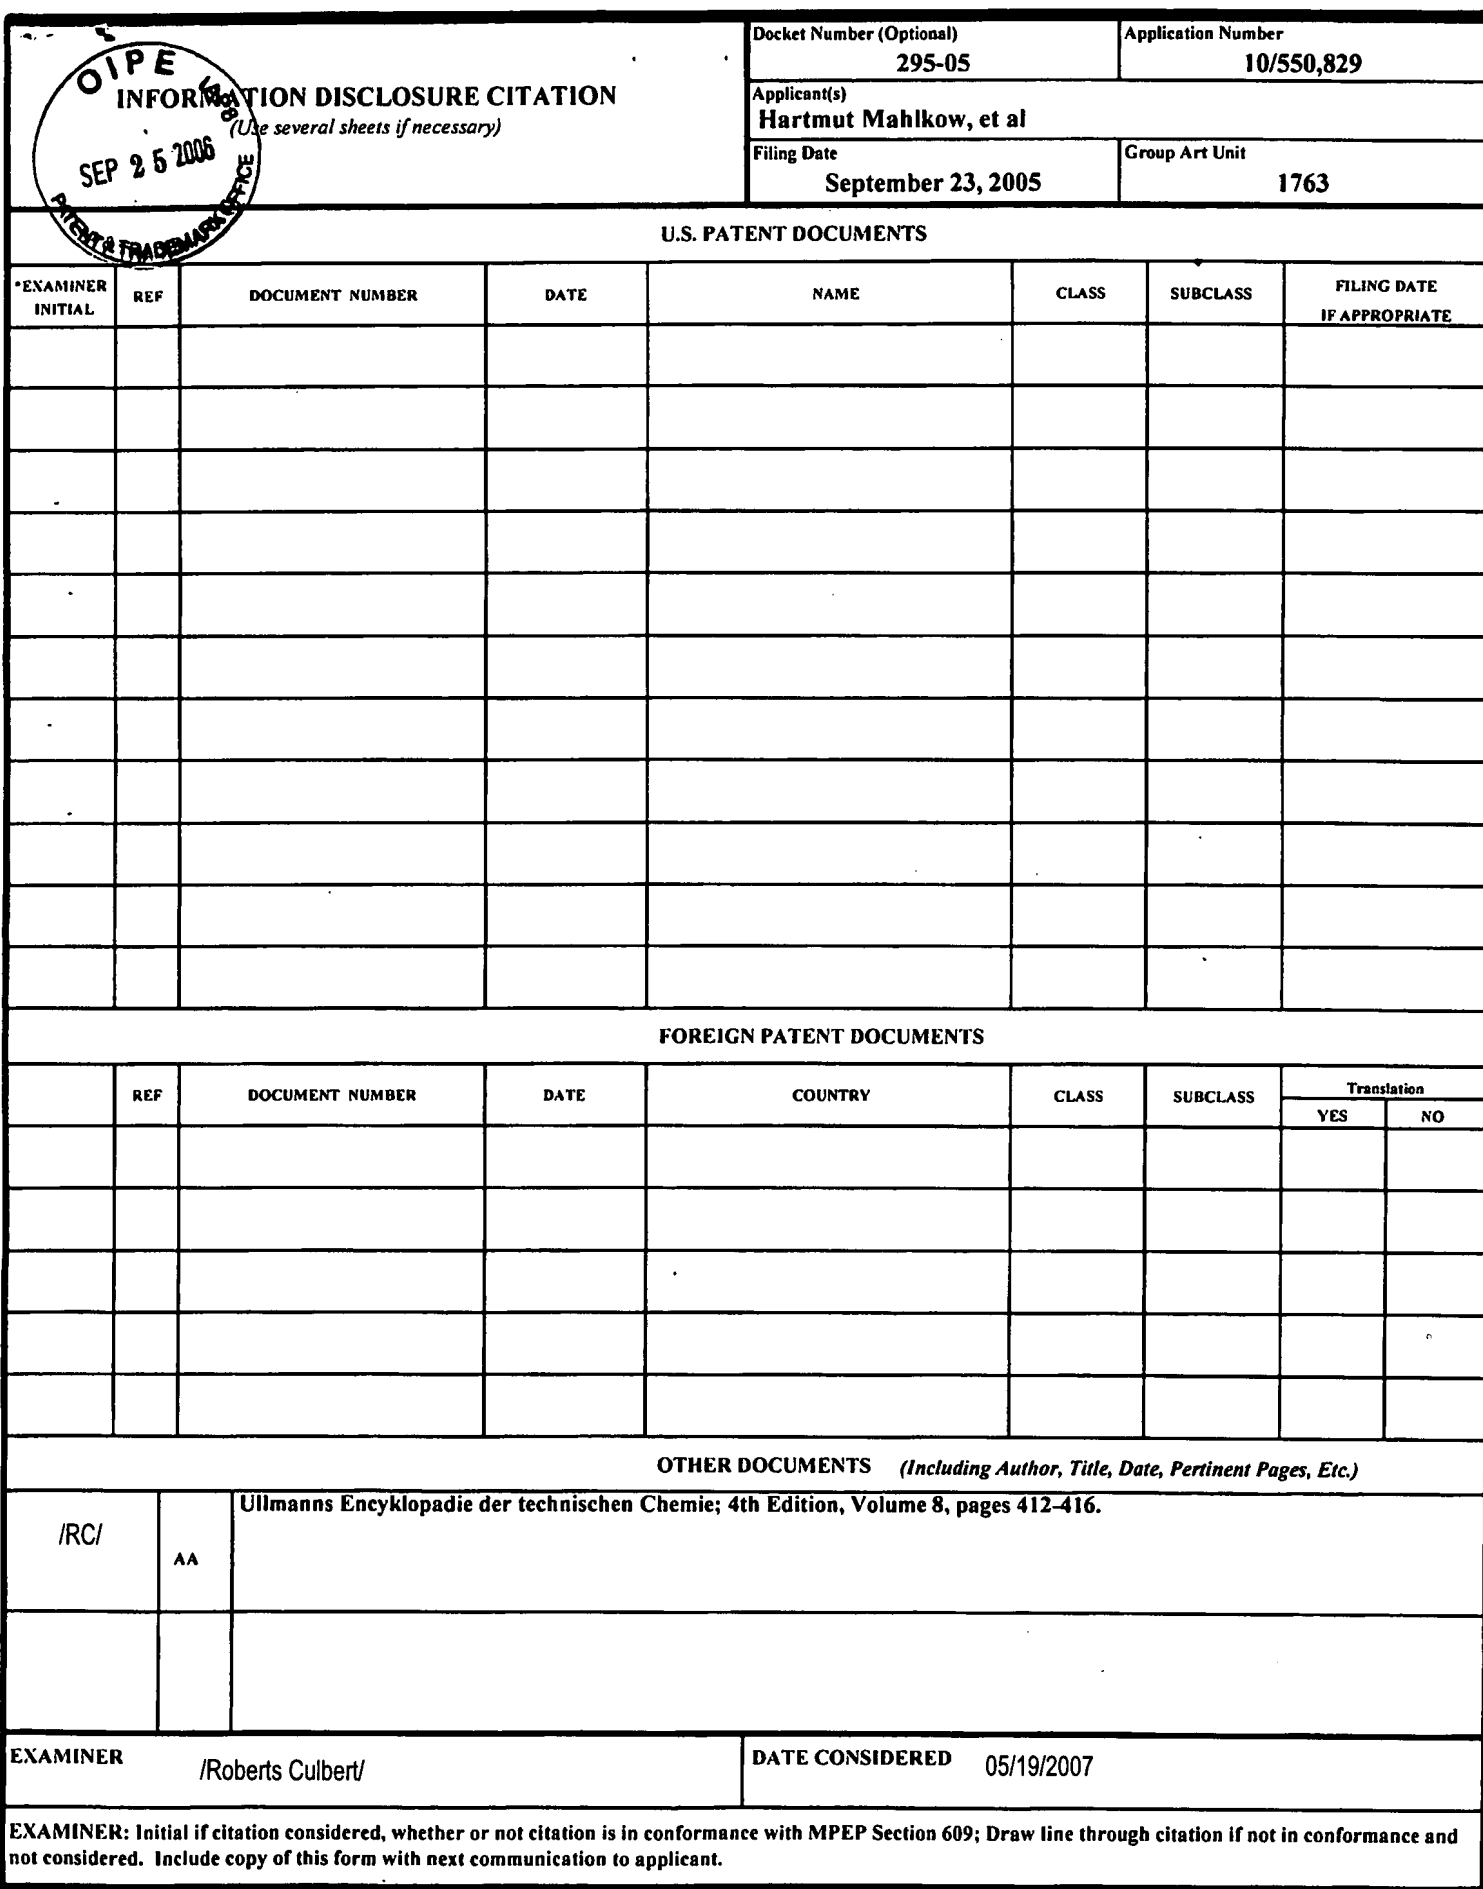 OIPE IAP8
INFORMATION DISCLOSURE CITATION
(Use several sheets if necessary)
SEP 25 2006
PATENT & TRADEMARK OFFICE
Docket Number (Optional)
295-05
Application Number
10/550,829
Applicant(s)
Hartmut Mahlkow, et al
Filing Date
September 23, 2005
Group Art Unit
1763
U.S. PATENT DOCUMENTS
*EXAMINER INITIAL REF DOCUMENT NUMBER DATE NAME CLASS SUBCLASS FILING DATE IF APPROPRIATE
FOREIGN PATENT DOCUMENTS
REF DOCUMENT NUMBER DATE COUNTRY CLASS SUBCLASS Translation
YES NO
OTHER DOCUMENTS (Including Author, Title, Date, Pertinent Pages, Etc.)
/RC/ AA Ullmanns Encyklopadie der technischen Chemie; 4th Edition, Volume 8, pages 412-416.
EXAMINER /Roberts Culbert/ DATE CONSIDERED 05/19/2007
EXAMINER: Initial if citation considered, whether or not citation is in conformance with MPEP Section 609; Draw line through citation if not in conformance and
not considered. Include copy of this form with next communication to applicant.